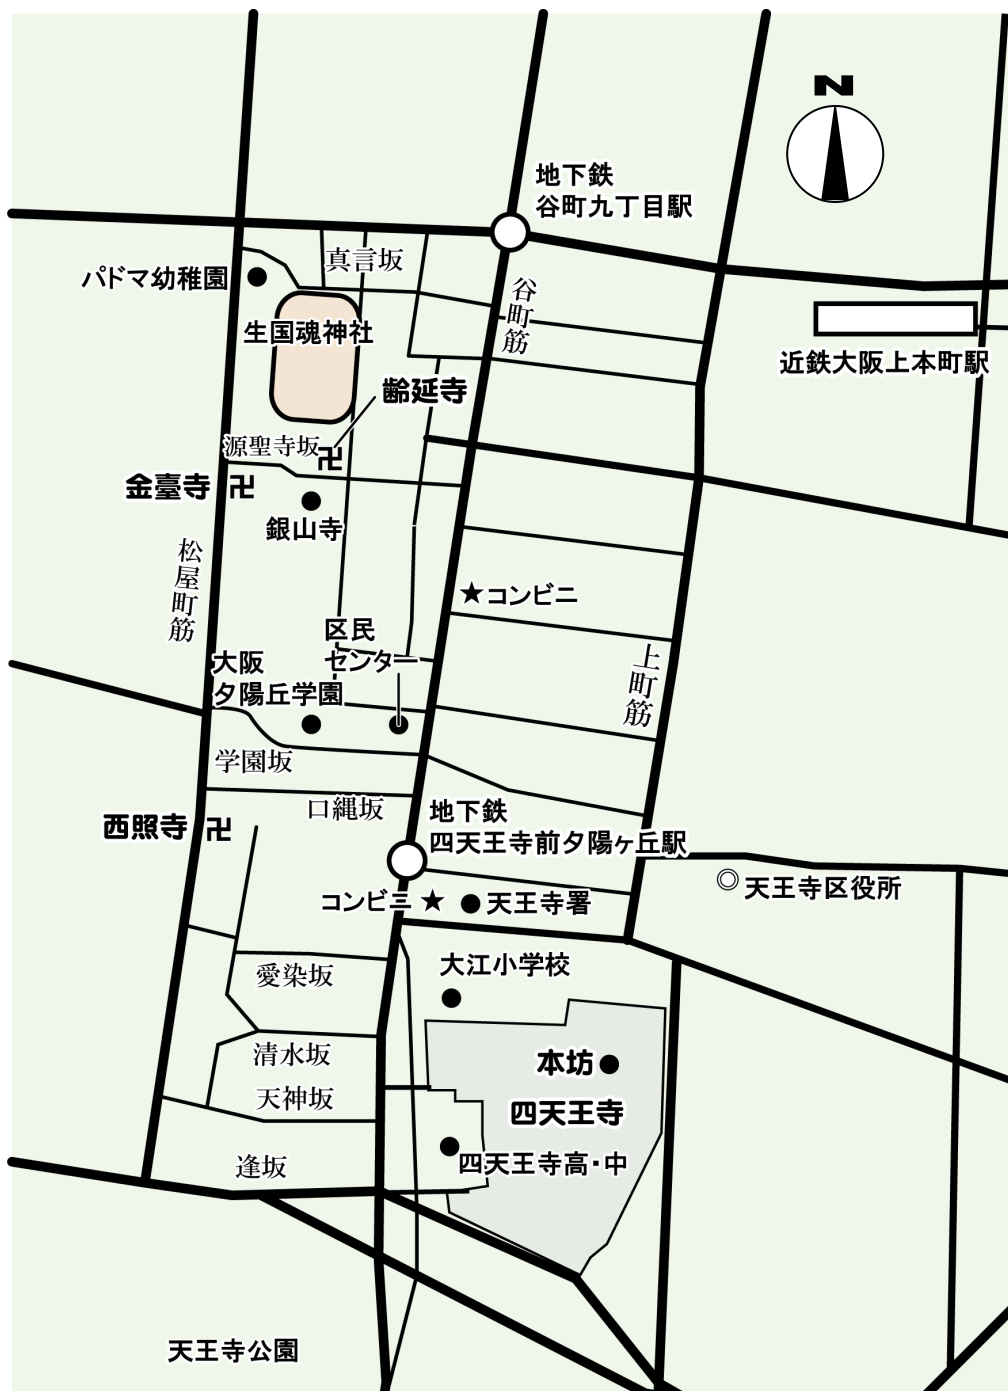 N
地下鉄
谷町九丁目駅
真言坂
パドマ幼稚園
谷町筋
生国魂神社
近鉄大阪上本町駅
齢延寺
源聖寺坂
卍
金臺寺 卍
銀山寺
松屋町筋
★コンビニ
区民
センター
大阪
夕陽丘学園
上町筋
学園坂
口縄坂
地下鉄
四天王寺前夕陽ヶ丘駅
西照寺 卍
天王寺区役所
コンビニ ★
天王寺署
大江小学校
愛染坂
清水坂
本坊
天神坂
四天王寺
逢坂
四天王寺高・中
天王寺公園